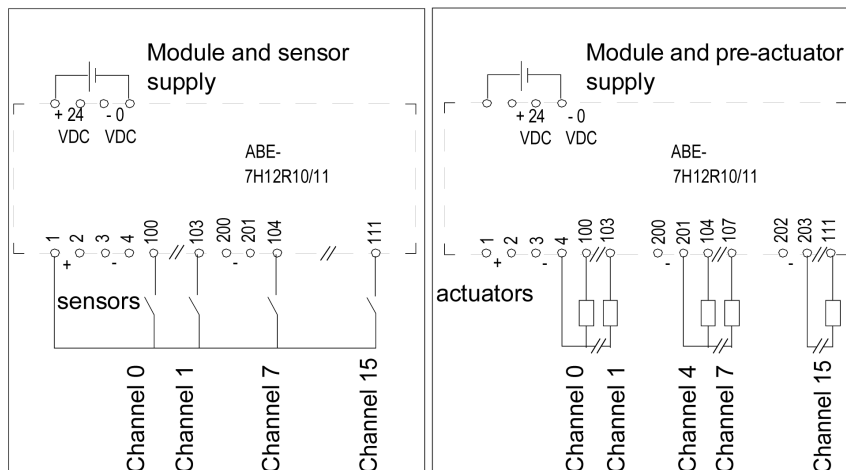 Module and sensor
supply
+ 24
VDC
- 0
VDC
ABE-
7H12R10/11
1
2
3
4
100
103
200
201
104
111
+
-
-
sensors
Channel 0
Channel 1
Channel 7
Channel 15
Module and pre-actuator
supply
+ 24
VDC
- 0
VDC
ABE-
7H12R10/11
1
2
3
4
100
103
200
201
104
107
202
203
111
+
-
-
-
actuators
Channel 0
Channel 1
Channel 4
Channel 7
Channel 15